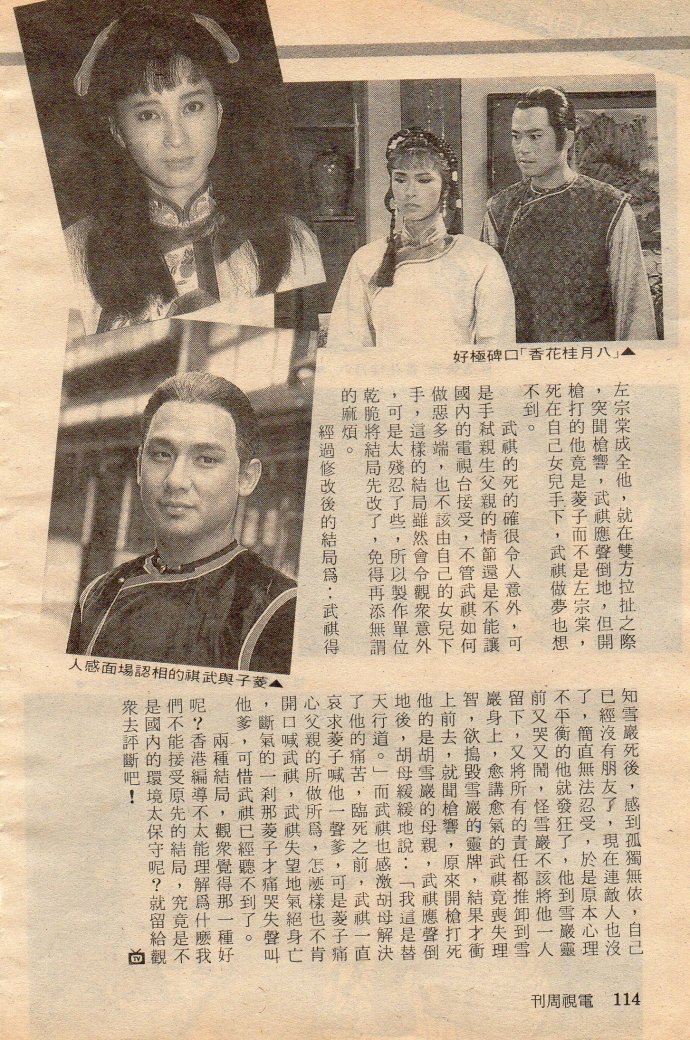 ▲「八月桂花香」口碑極好
左宗棠成全他，就在雙方拉扯之際
，突聞槍響，武祺應聲倒地，但開
槍打的他竟是菱子而不是左宗棠，
死在自己女兒手下，武祺做夢也想
不到。
武祺的死的確很令人意外，可
是手弒親生父親的情節還是不能讓
國內的電視台接受，不管武祺如何
做惡多端，也不該由自己的女兒下
手，這樣的結局雖然會令觀衆意外
，可是太殘忍了些，所以製作單位
乾脆將結局先改了，免得再添無謂
的麻煩。
經過修改後的結局爲：武祺得
▲菱子與武祺的相認場面感人
知雪巖死後，感到孤獨無依，自己
已經沒有朋友了，現在連敵人也沒
了，簡直無法忍受，於是原本心理
不平衡的他就發狂了，他到雪巖靈
前又哭又鬧，怪雪巖不該將他一人
留下，又將所有的責任都推卸到雪
巖身上，愈講愈氣的武祺竟喪失理
智，欲搗毀雪巖的靈牌，結果才衝
上前去，就聞槍響，原來開槍打死
他的是胡雪巖的母親，武祺應聲倒
地後，胡母緩緩地說：「我這是替
天行道。」而武祺也感激胡母解決
了他的痛苦，臨死之前，武祺一直
哀求菱子喊他一聲爹，可是菱子痛
心父親的所做所爲，怎麼樣也不肯
開口喊武祺，武祺失望地氣絕身亡
，斷氣的一剎那菱子才痛哭失聲叫
他爹，可惜武祺已經聽不到了。
兩種結局，觀衆覺得那一種好
呢？香港編導不太能理解爲什麼我
們不能接受原先的結局，究竟是不
是國內的環境太保守呢？就留給觀
衆去評斷吧！
TV
電視周刊 114